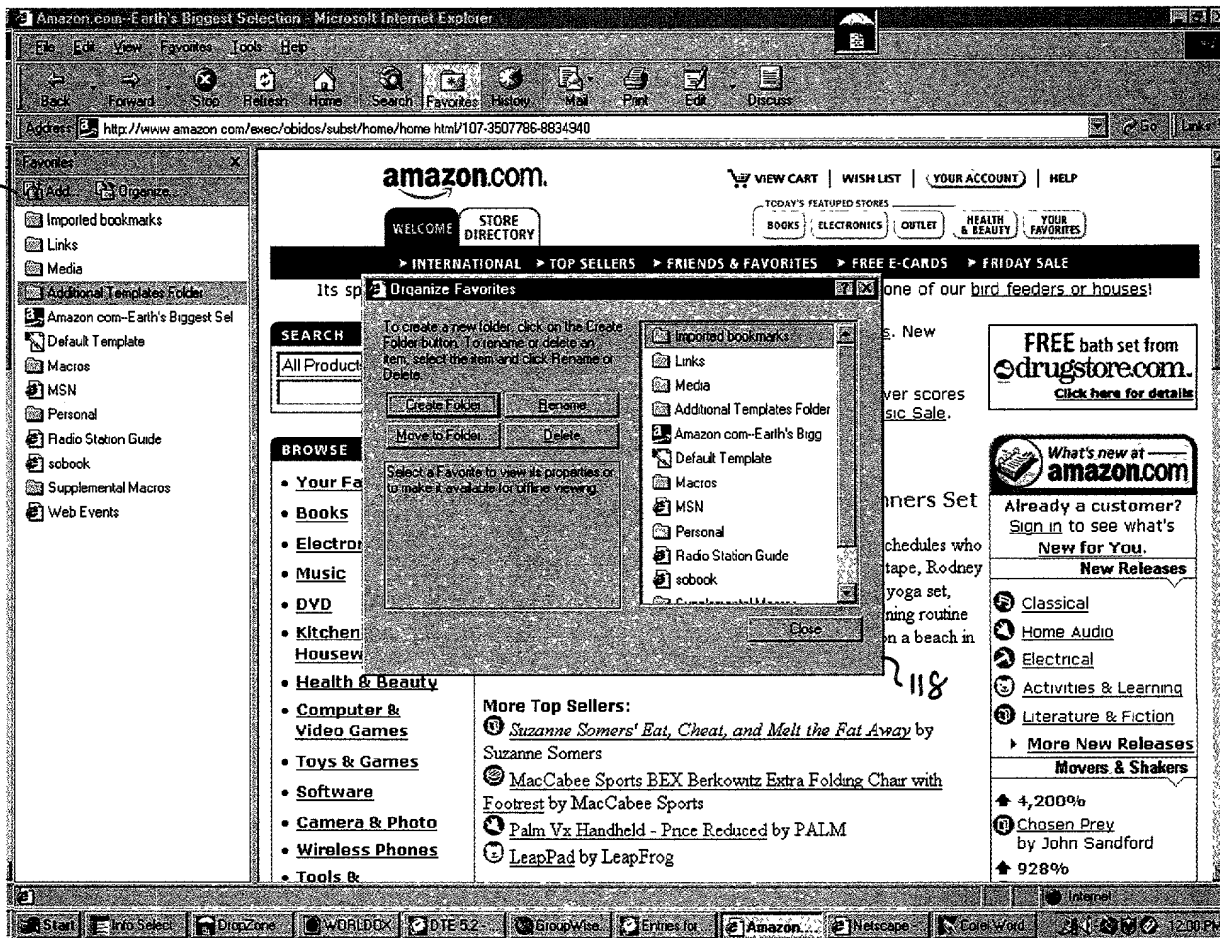 Amazon.com--Earth's Biggest Selection - Microsoft Internet Explorer
File Edit View Favorites Tools Help
Back Forward Stop Refresh Home Search Favorites History Mail Print Edit Discuss
Address http://www amazon com/exec/obidos/subst/home/home html/107-3507786-8834940 Go Links
Favorites x
Add... Organize...
Imported bookmarks
Links
Media
Additional Templates Folder
Amazon com--Earth's Biggest Sel
Default Template
Macros
MSN
Personal
Radio Station Guide
sobook
Supplemental Macros
Web Events
amazon.com.
VIEW CART | WISH LIST | YOUR ACCOUNT | HELP
WELCOME STORE DIRECTORY
TODAY'S FEATURED STORES
BOOKS ELECTRONICS OUTLET HEALTH & BEAUTY YOUR FAVORITES
INTERNATIONAL TOP SELLERS FRIENDS & FAVORITES FREE E-CARDS FRIDAY SALE
Its sp
one of our bird feeders or houses!
SEARCH
All Product
BROWSE
• Your Fa
• Books
• Electron
• Music
• DVD
• Kitchen
Housew
• Health & Beauty
• Computer &
Video Games
• Toys & Games
• Software
• Camera & Photo
• Wireless Phones
• Tools &
Organize Favorites
To create a new folder, click on the Create
Folder button. To rename or delete an
item, select the item and click Rename or
Delete.
Create Folder Rename
Move to Folder... Delete
Select a Favorite to view its properties or
to make it available for offline viewing.
Imported bookmarks
Links
Media
Additional Templates Folder
Amazon com--Earth's Bigg
Default Template
Macros
MSN
Personal
Radio Station Guide
sobook
Supplemental Macros
Close
118
s. New
ver scores
sic Sale.
nners Set
chedules who
tape, Rodney
yoga set,
ning routine
on a beach in
More Top Sellers:
Suzanne Somers' Eat, Cheat, and Melt the Fat Away by
Suzanne Somers
MacCabee Sports BEX Berkowitz Extra Folding Chair with
Footrest by MacCabee Sports
Palm Vx Handheld - Price Reduced by PALM
LeapPad by LeapFrog
FREE bath set from
drugstore.com.
Click here for details
What's new at
amazon.com
Already a customer?
Sign in to see what's
New for You.
New Releases
Classical
Home Audio
Electrical
Activities & Learning
Literature & Fiction
More New Releases
Movers & Shakers
4,200%
Chosen Prey
by John Sandford
928%
Internet
Start Info Select DropZone WORLDOX DTE 5.2 - GroupWise Entries for Amazon.... Netscape - Corel Word 12:00 PM